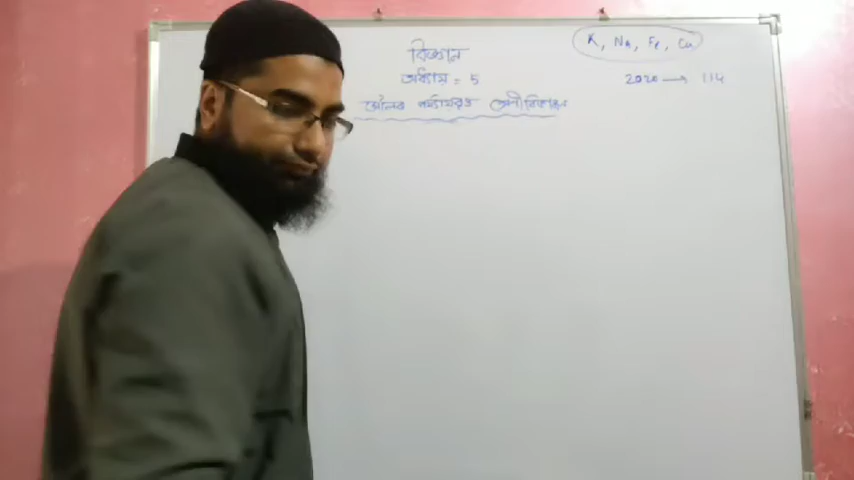 বিজ্ঞান
অধ্যায় = 5
মৌলের পর্যায়বৃত্ত শ্রেণীবিভাগ
K, Na, Fe, Cu
2020 → 114